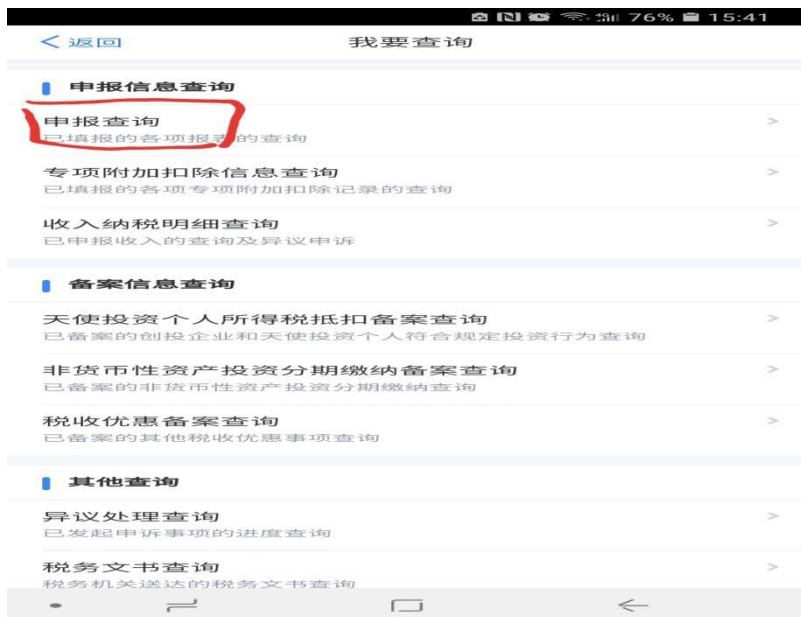 4G 76% 15:41
返回 我要查询
申报信息查询
申报查询
已填报的各项报表的查询
专项附加扣除信息查询
已填报的各项专项附加扣除记录的查询
收入纳税明细查询
已申报收入的查询及异议申诉
备案信息查询
天使投资个人所得税抵扣备案查询
已备案的创投企业和天使投资个人符合规定投资行为查询
非货币性资产投资分期缴纳备案查询
已备案的非货币性资产投资分期缴纳查询
税收优惠备案查询
已备案的其他税收优惠事项查询
其他查询
异议处理查询
已发起申诉事项的进度查询
税务文书查询
税务机关送达的税务文书查询